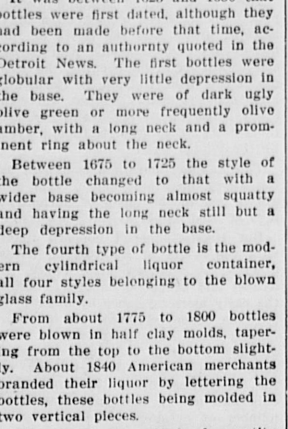 bottles were first dated, although they
had been made before that time, ac-
cording to an authornty quoted in the
Detroit News. The first bottles were
globular with very little depression in
the base. They were of dark ugly
olive green or more frequently olive
amber, with a long neck and a prom-
inent ring about the neck.
Between 1675 to 1725 the style of
the bottle changed to that with a
wider base becoming almost squatty
and having the long neck still but a
deep depression in the base.
The fourth type of bottle is the mod-
ern cylindrical liquor container,
all four styles belonging to the blown
glass family.
From about 1775 to 1800 bottles
were blown in half clay molds, taper-
ing from the top to the bottom slight-
ly. About 1840 American merchants
branded their liquor by lettering the
bottles, these bottles being molded in
two vertical pieces.